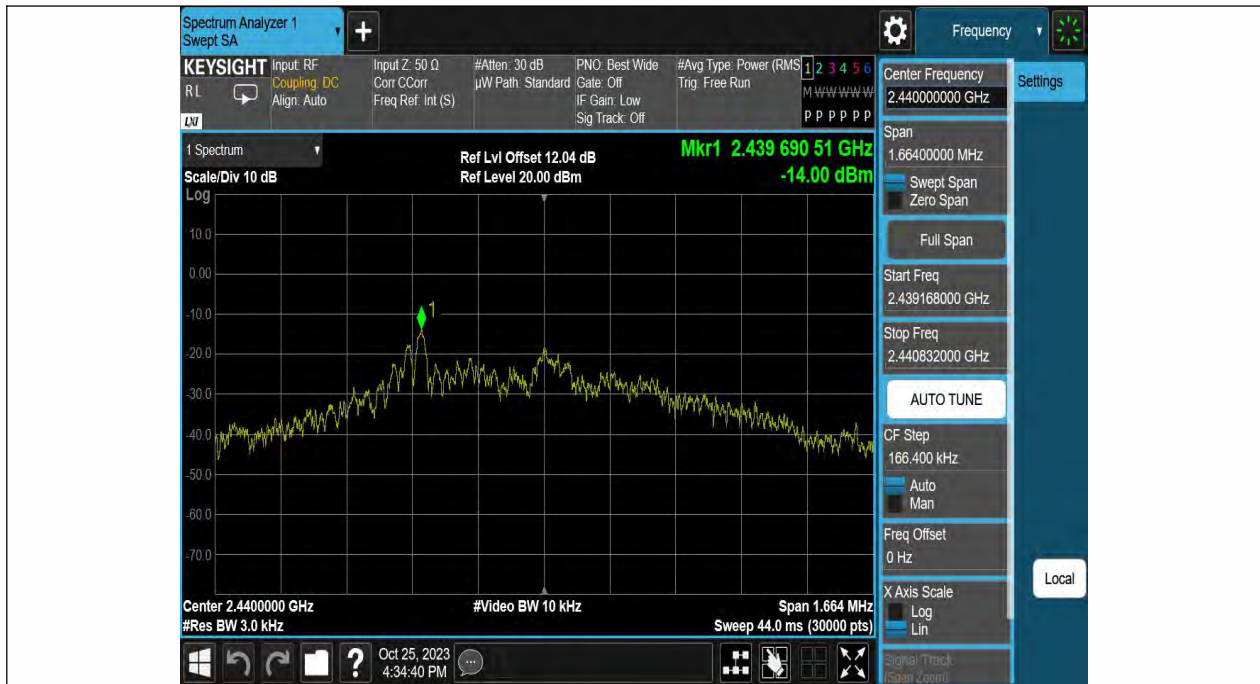 Spectrum Analyzer 1
Swept SA
+
Frequency
KEYSIGHT
RL
LXI
Input: RF
Coupling: DC
Align: Auto
Input Z: 50 Ω
Corr CCorr
Freq Ref: Int (S)
#Atten: 30 dB
µW Path: Standard
PNO: Best Wide
Gate: Off
IF Gain: Low
Sig Track: Off
#Avg Type: Power (RMS
Trig: Free Run
1 2 3 4 5 6
M W W W W W
P P P P P P
1 Spectrum
Scale/Div 10 dB
Ref Lvl Offset 12.04 dB
Ref Level 20.00 dBm
Mkr1 2.439 690 51 GHz
-14.00 dBm
Log
10.0
0.00
-10.0
-20.0
-30.0
-40.0
-50.0
-60.0
-70.0
1
Center 2.4400000 GHz
#Res BW 3.0 kHz
#Video BW 10 kHz
Span 1.664 MHz
Sweep 44.0 ms (30000 pts)
?
Oct 25, 2023
4:34:40 PM
Center Frequency
2.440000000 GHz
Span
1.66400000 MHz
Swept Span
Zero Span
Full Span
Start Freq
2.439168000 GHz
Stop Freq
2.440832000 GHz
AUTO TUNE
CF Step
166.400 kHz
Auto
Man
Freq Offset
0 Hz
X Axis Scale
Log
Lin
Signal Track
(Span Zoom)
Settings
Local